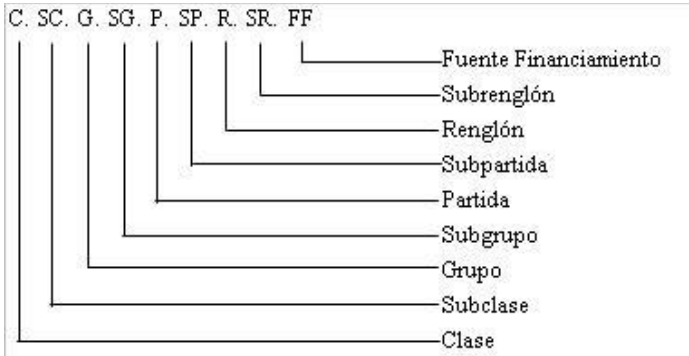 C. SC. G. SG. P. SP. R. SR. FF
Fuente Financiamiento
Subrenglón
Renglón
Subpartida
Partida
Subgrupo
Grupo
Subclase
Clase